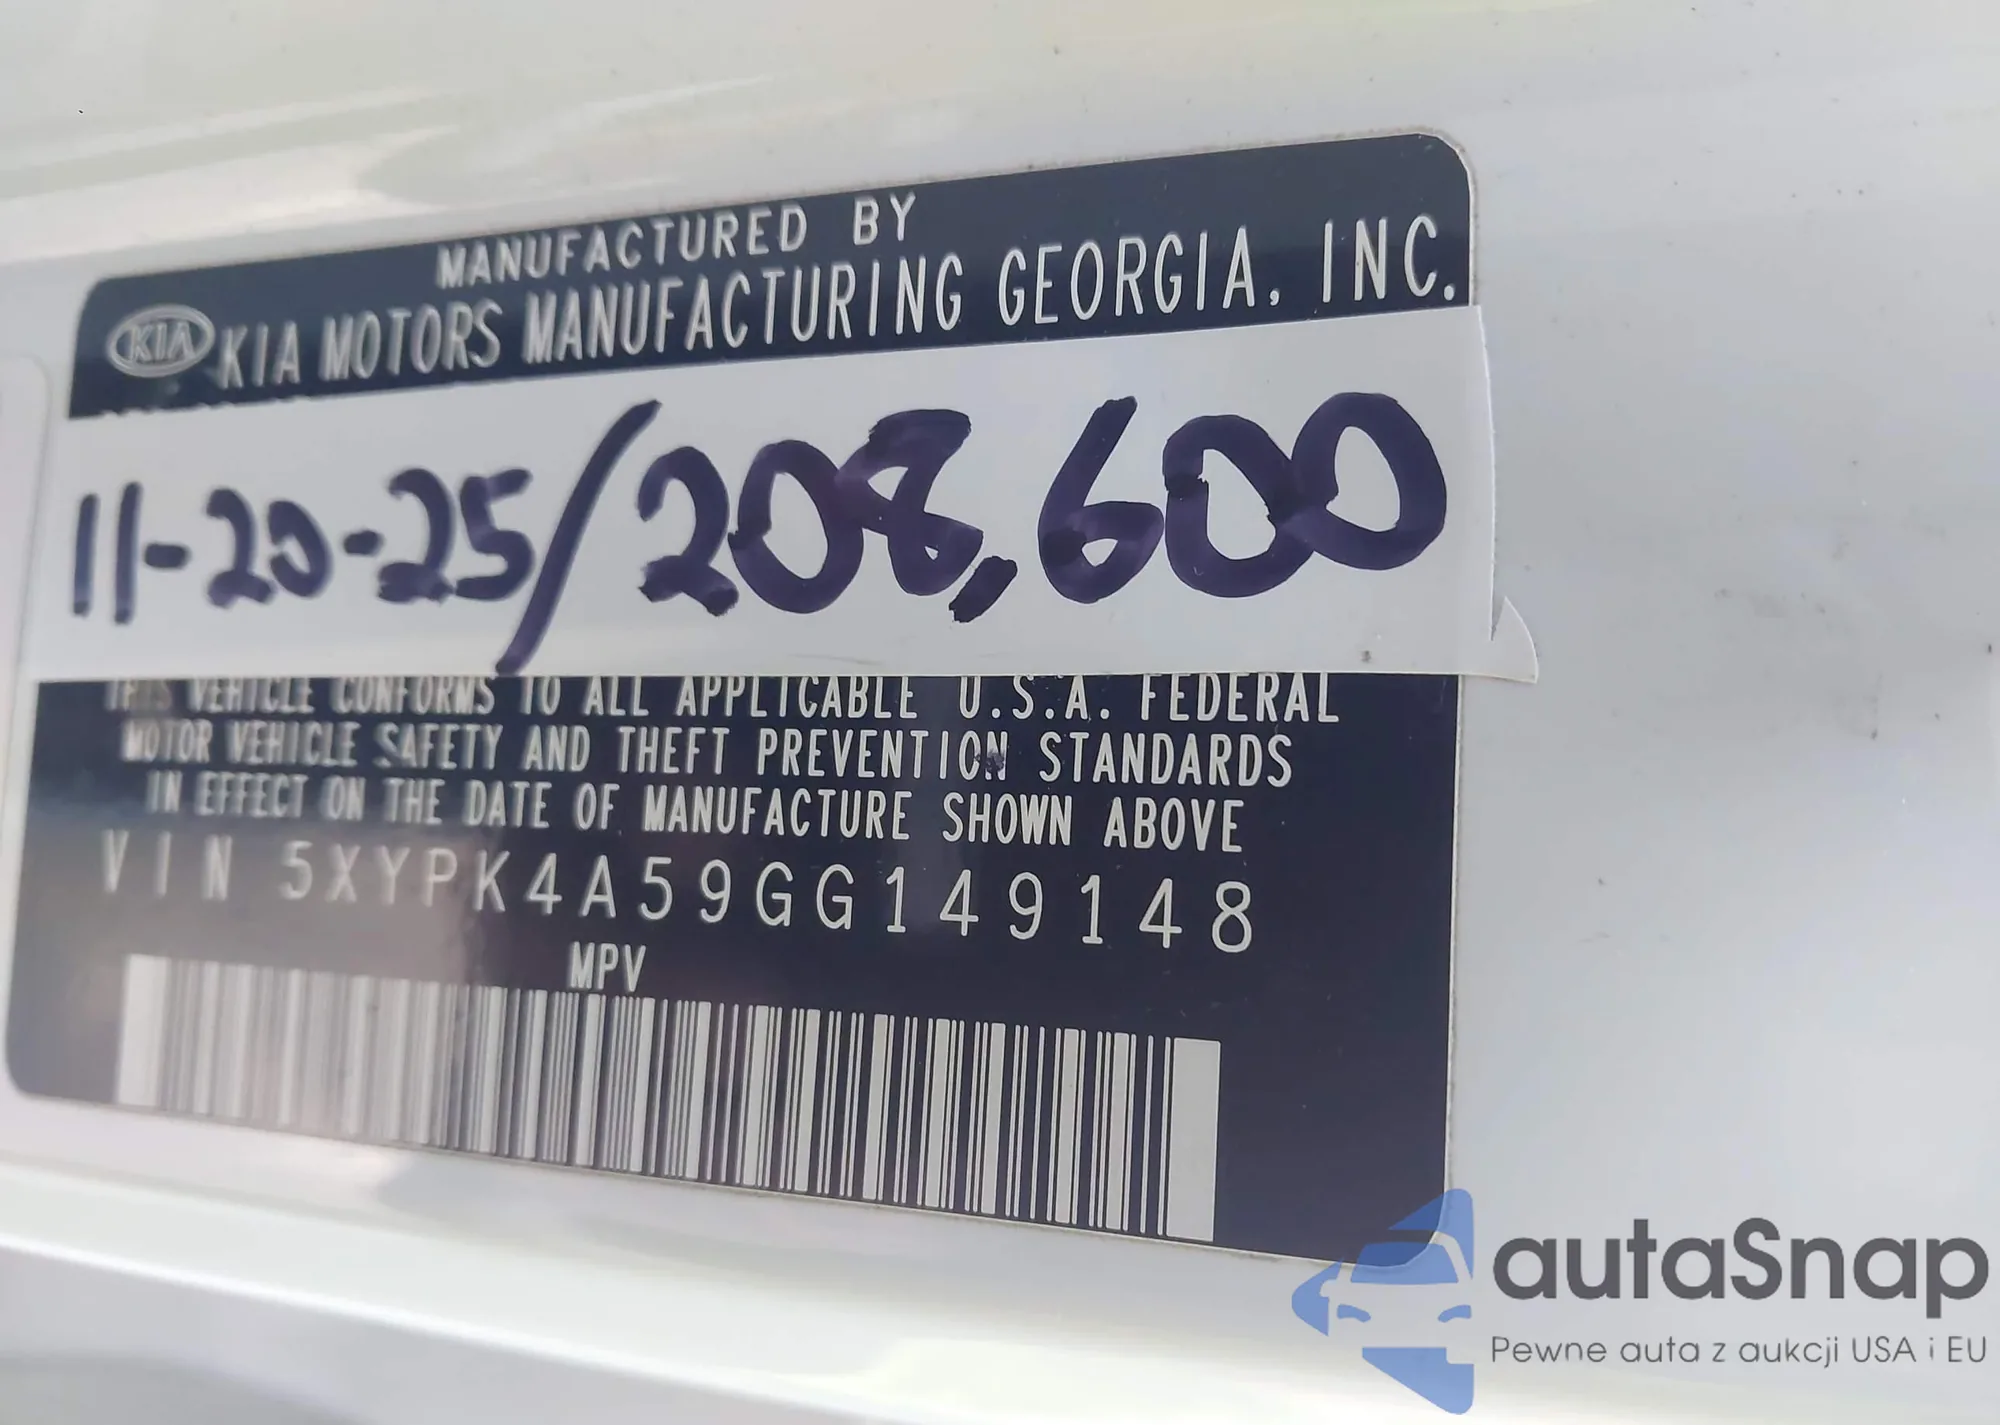 MANUFACTURED BY
KIA KIA MOTORS MANUFACTURING GEORGIA, INC.
11-20-25/208,600
THIS VEHICLE CONFORMS TO ALL APPLICABLE U.S.A. FEDERAL
MOTOR VEHICLE SAFETY AND THEFT PREVENTION STANDARDS
IN EFFECT ON THE DATE OF MANUFACTURE SHOWN ABOVE
VIN 5XYPK4A59GG149148
MPV
autaSnap
Pewne auta z aukcji USA i EU